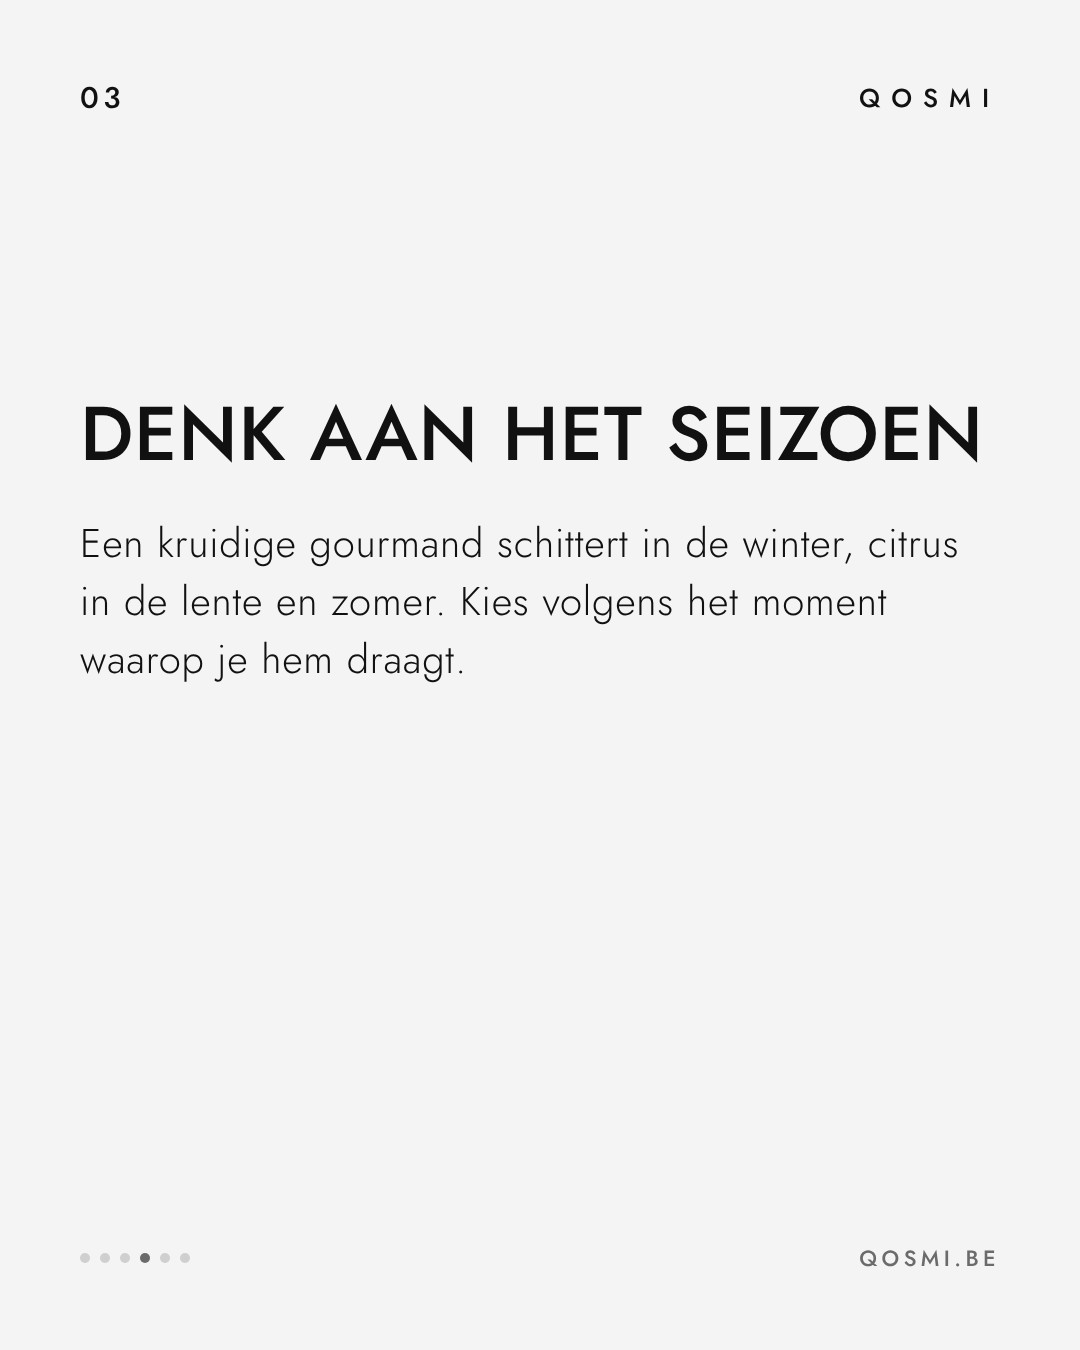 03
QOSMI
DENK AAN HET SEIZOEN
Een kruidige gourmand schittert in de winter, citrus
in de lente en zomer. Kies volgens het moment
waarop je hem draagt.
QOSMI.BE